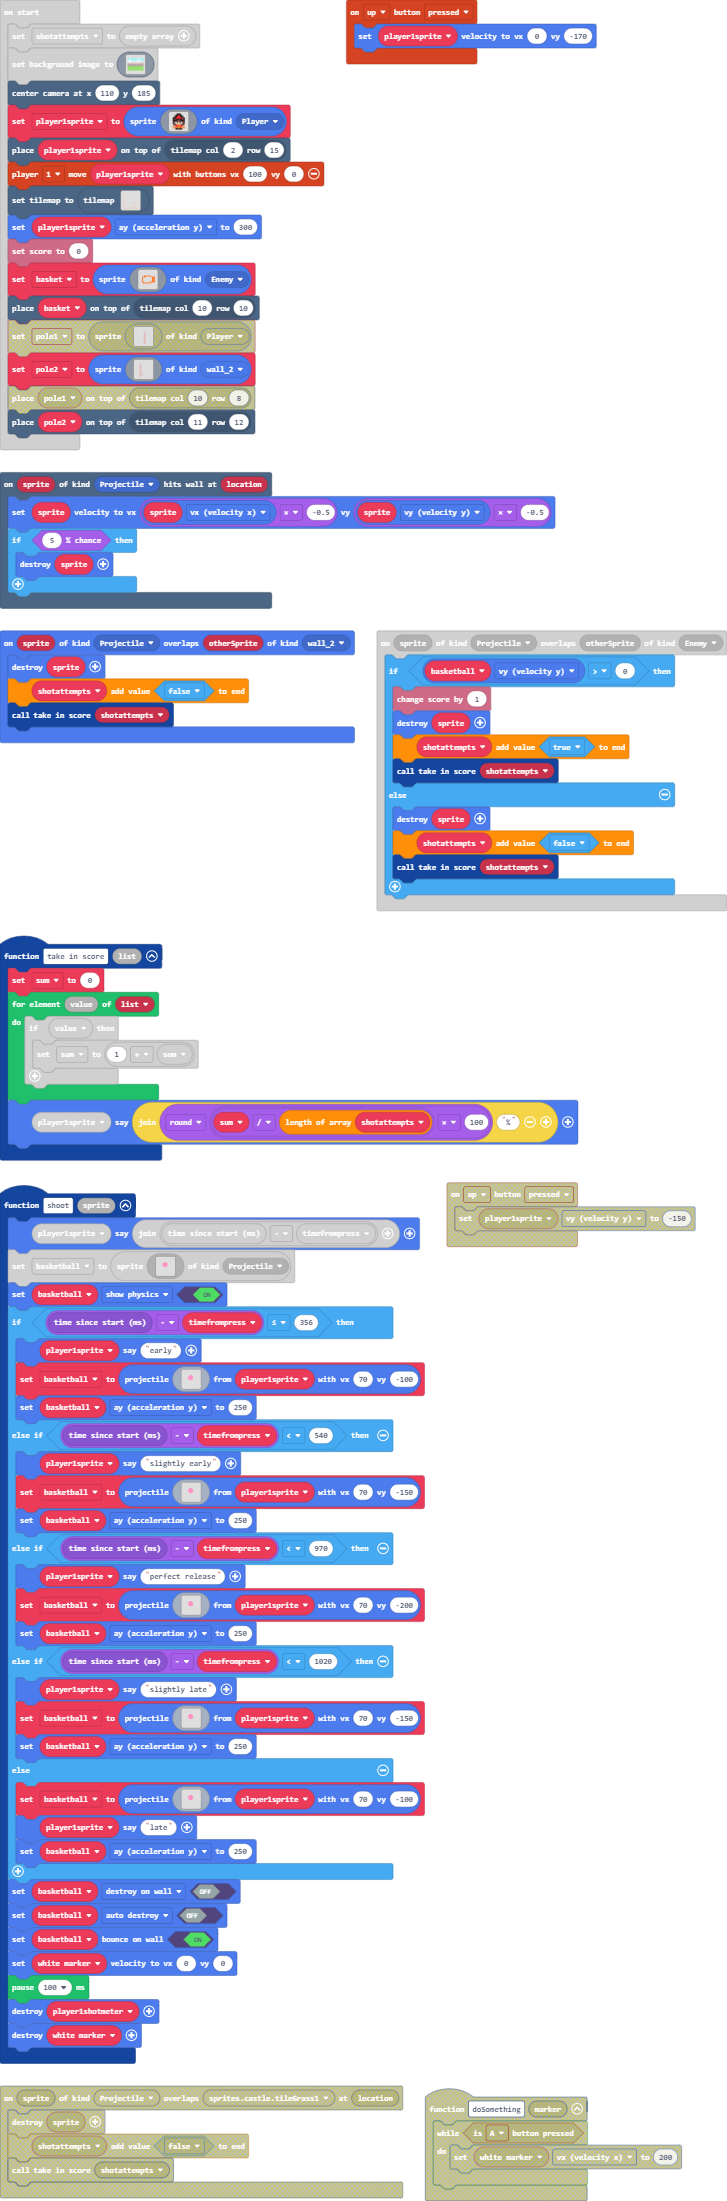 on start
set shotattempts to empty array
set background image to
center camera at x 110 y 185
set player1sprite to sprite of kind Player
place player1sprite on top of tilemap col 2 row 15
player 1 move player1sprite with buttons vx 100 vy 0
set tilemap to tilemap
set player1sprite ay (acceleration y) to 300
set score to 0
set basket to sprite of kind Enemy
place basket on top of tilemap col 10 row 10
set pole1 to sprite of kind Player
set pole2 to sprite of kind wall_2
place pole1 on top of tilemap col 10 row 8
place pole2 on top of tilemap col 11 row 12
on up button pressed
set player1sprite velocity to vx 0 vy -170
on sprite of kind Projectile hits wall at location
set sprite velocity to vx sprite vx (velocity x) × -0.5 vy sprite vy (velocity y) × -0.5
if 5 % chance then
destroy sprite
on sprite of kind Projectile overlaps otherSprite of kind wall_2
destroy sprite
shotattempts add value false to end
call take in score shotattempts
on sprite of kind Projectile overlaps otherSprite of kind Enemy
if basketball vy (velocity y) > 0 then
change score by 1
destroy sprite
shotattempts add value true to end
call take in score shotattempts
else
destroy sprite
shotattempts add value false to end
call take in score shotattempts
function take in score list
set sum to 0
for element value of list
do if value then
set sum to 1 + sum
player1sprite say join round sum / length of array shotattempts × 100 "%"
function shoot sprite
player1sprite say join time since start (ms) - timefrompress
set basketball to sprite of kind Projectile
set basketball show physics ON
if time since start (ms) - timefrompress ≤ 356 then
player1sprite say "early"
set basketball to projectile from player1sprite with vx 70 vy -100
set basketball ay (acceleration y) to 250
else if time since start (ms) - timefrompress < 540 then
player1sprite say "slightly early"
set basketball to projectile from player1sprite with vx 70 vy -150
set basketball ay (acceleration y) to 250
else if time since start (ms) - timefrompress < 970 then
player1sprite say "perfect release"
set basketball to projectile from player1sprite with vx 70 vy -200
set basketball ay (acceleration y) to 250
else if time since start (ms) - timefrompress < 1020 then
player1sprite say "slightly late"
set basketball to projectile from player1sprite with vx 70 vy -150
set basketball ay (acceleration y) to 250
else
set basketball to projectile from player1sprite with vx 70 vy -100
player1sprite say "late"
set basketball ay (acceleration y) to 250
set basketball destroy on wall OFF
set basketball auto destroy OFF
set basketball bounce on wall ON
set white marker velocity to vx 0 vy 0
pause 100 ms
destroy player1shotmeter
destroy white marker
on up button pressed
set player1sprite vy (velocity y) to -150
on sprite of kind Projectile overlaps sprites.castle.tileGrass1 at location
destroy sprite
shotattempts add value false to end
call take in score shotattempts
function doSomething marker
while is A button pressed
do set white marker vx (velocity x) to 200